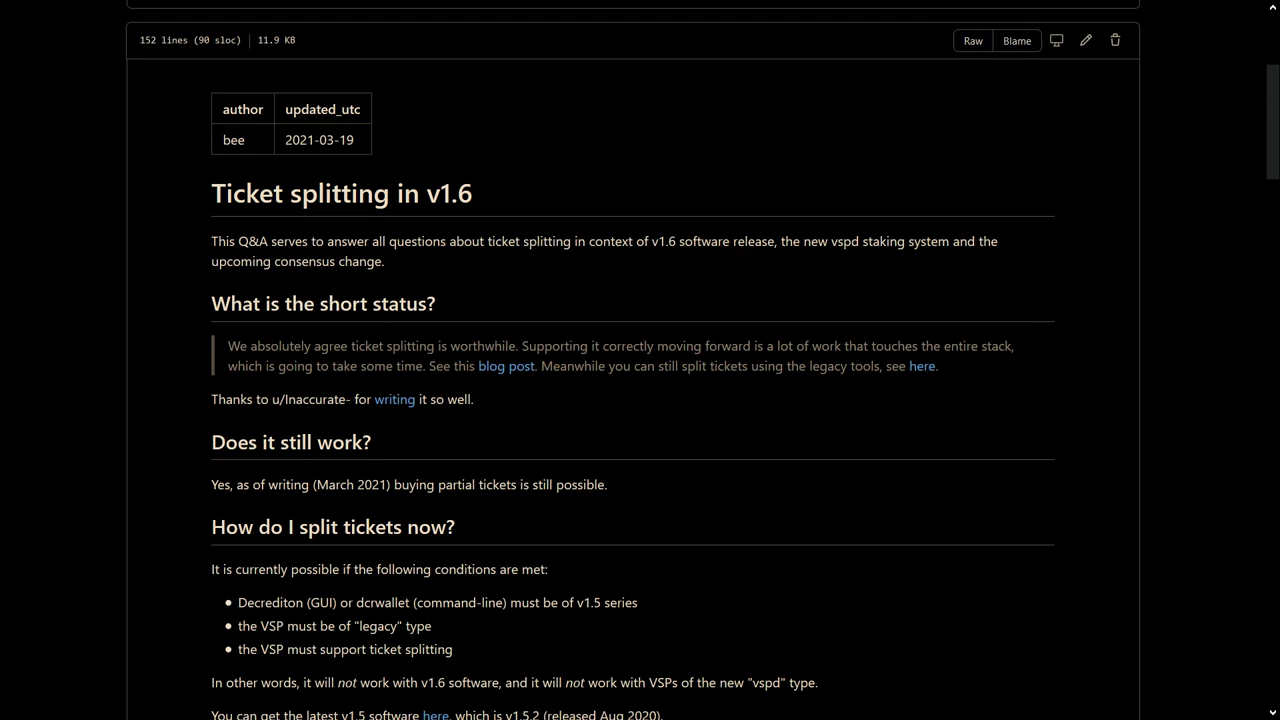 152 lines (90 sloc) 11.9 KB Raw Blame
author updated_utc
bee 2021-03-19
Ticket splitting in v1.6
This Q&A serves to answer all questions about ticket splitting in context of v1.6 software release, the new vspd staking system and the
upcoming consensus change.
What is the short status?
We absolutely agree ticket splitting is worthwhile. Supporting it correctly moving forward is a lot of work that touches the entire stack,
which is going to take some time. See this blog post. Meanwhile you can still split tickets using the legacy tools, see here.
Thanks to u/Inaccurate- for writing it so well.
Does it still work?
Yes, as of writing (March 2021) buying partial tickets is still possible.
How do I split tickets now?
It is currently possible if the following conditions are met:
• Decrediton (GUI) or dcrwallet (command-line) must be of v1.5 series
• the VSP must be of "legacy" type
• the VSP must support ticket splitting
In other words, it will not work with v1.6 software, and it will not work with VSPs of the new "vspd" type.
You can get the latest v1.5 software here, which is v1.5.2 (released Aug 2020).